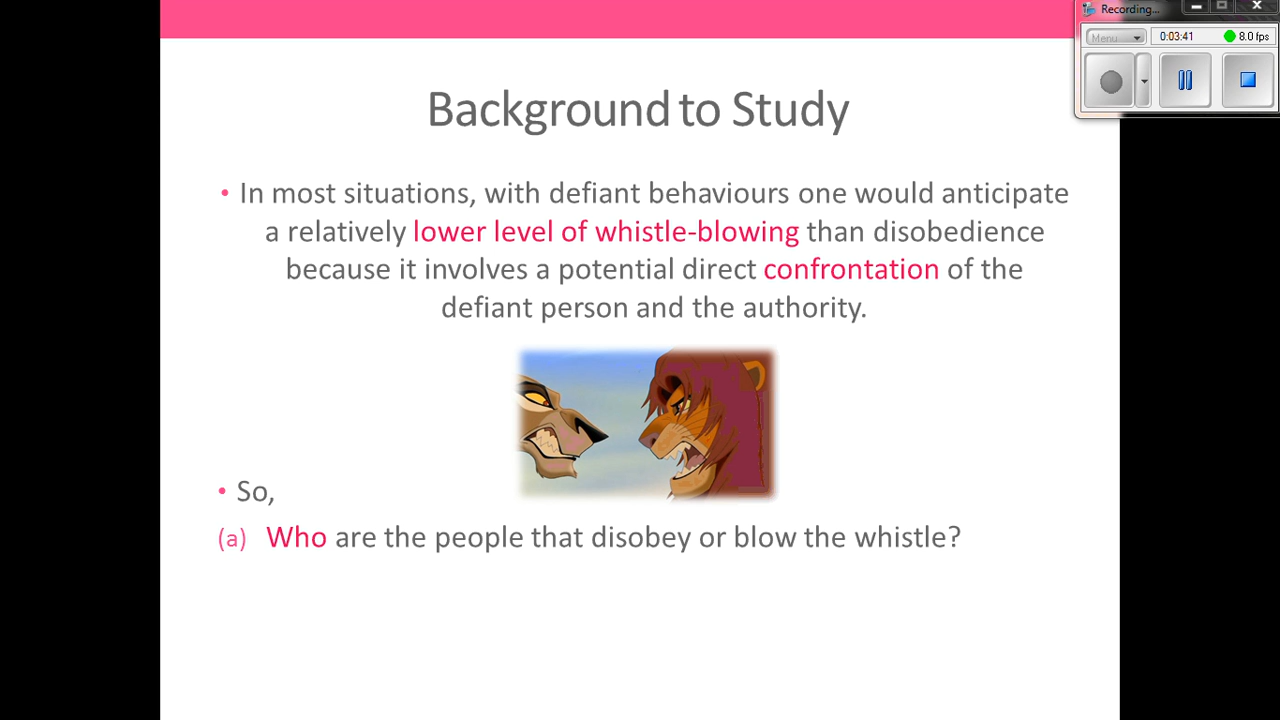 Recording...
Menu
0:03:41
8.0 fps
Background to Study
• In most situations, with defiant behaviours one would anticipate
a relatively lower level of whistle-blowing than disobedience
because it involves a potential direct confrontation of the
defiant person and the authority.
• So,
(a) Who are the people that disobey or blow the whistle?